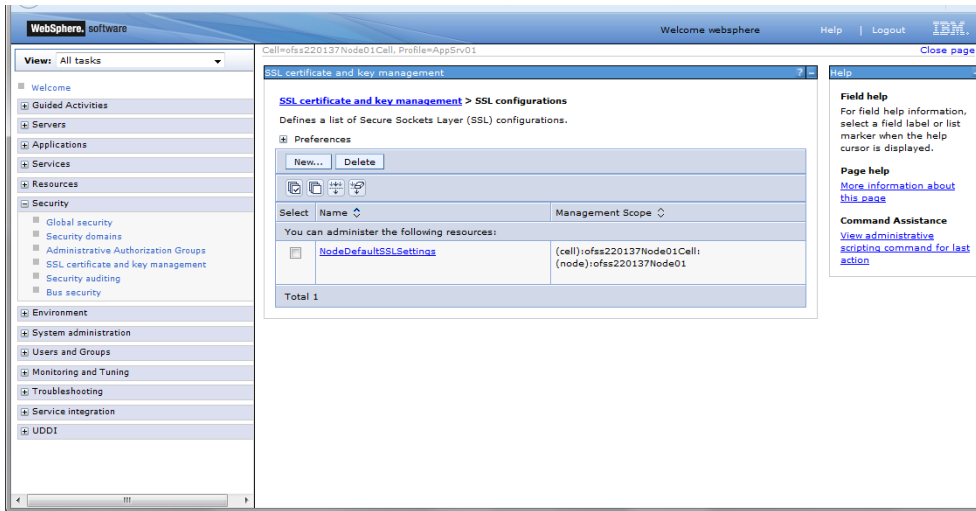 WebSphere. software
Welcome websphere
Help | Logout
IBM.
View: All tasks
Welcome
Guided Activities
Servers
Applications
Services
Resources
Security
Global security
Security domains
Administrative Authorization Groups
SSL certificate and key management
Security auditing
Bus security
Environment
System administration
Users and Groups
Monitoring and Tuning
Troubleshooting
Service integration
UDDI
Cell=ofss220137Node01Cell, Profile=AppSrv01
Close page
SSL certificate and key management
? -
SSL certificate and key management > SSL configurations
Defines a list of Secure Sockets Layer (SSL) configurations.
Preferences
New... Delete
Select Name Management Scope
You can administer the following resources:
NodeDefaultSSLSettings
(cell):ofss220137Node01Cell:
(node):ofss220137Node01
Total 1
Help
Field help
For field help information,
select a field label or list
marker when the help
cursor is displayed.
Page help
More information about
this page
Command Assistance
View administrative
scripting command for last
action